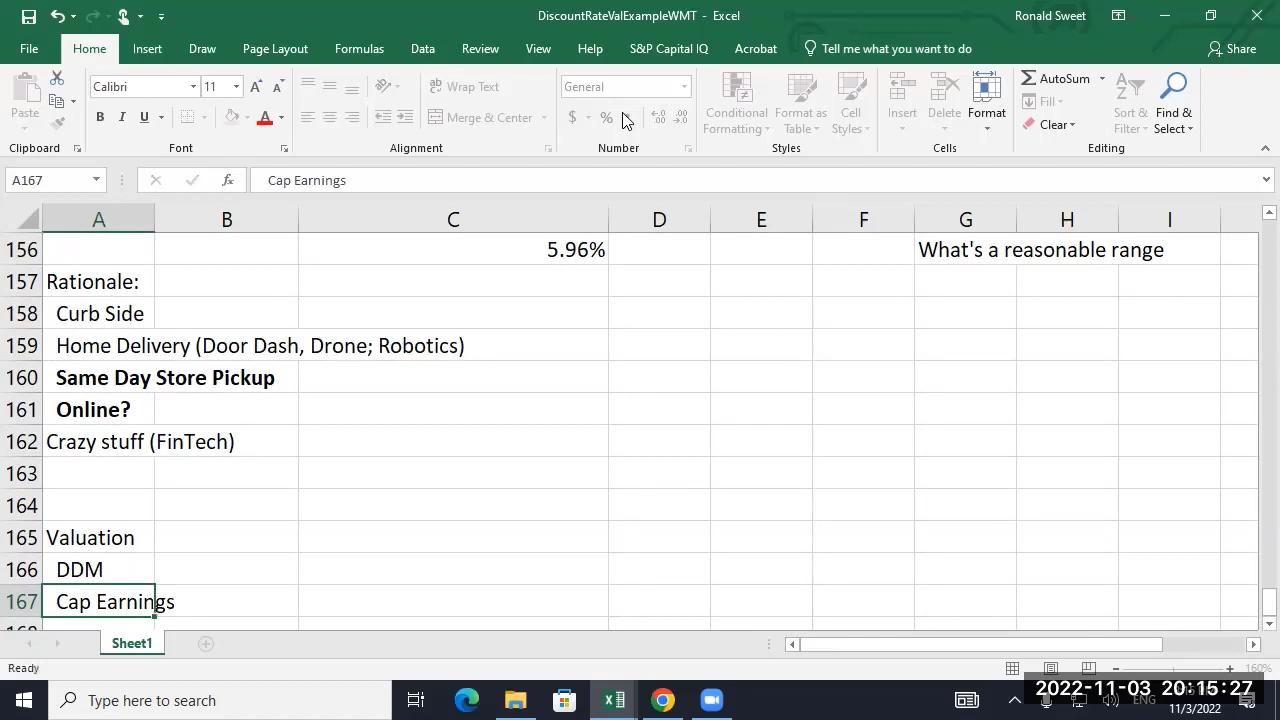 DiscountRateValExampleWMT - Excel
Ronald Sweet
File Home Insert Draw Page Layout Formulas Data Review View Help S&P Capital IQ Acrobat Tell me what you want to do Share
Calibri 11 Wrap Text General AutoSum
Paste Conditional Format as Cell Insert Delete Format Fill Sort & Find &
B I U A Merge & Center $ % Formatting Table Styles Clear Filter Select
Clipboard Font Alignment Number Styles Cells Editing
A167 fx Cap Earnings
A B C D E F G H I
156 5.96% What's a reasonable range
157 Rationale:
158 Curb Side
159 Home Delivery (Door Dash, Drone; Robotics)
160 Same Day Store Pickup
161 Online?
162 Crazy stuff (FinTech)
163
164
165 Valuation
166 DDM
167 Cap Earnings
Sheet1
Ready 160%
Type here to search ENG
2022-11-03 20:15:27
11/3/2022